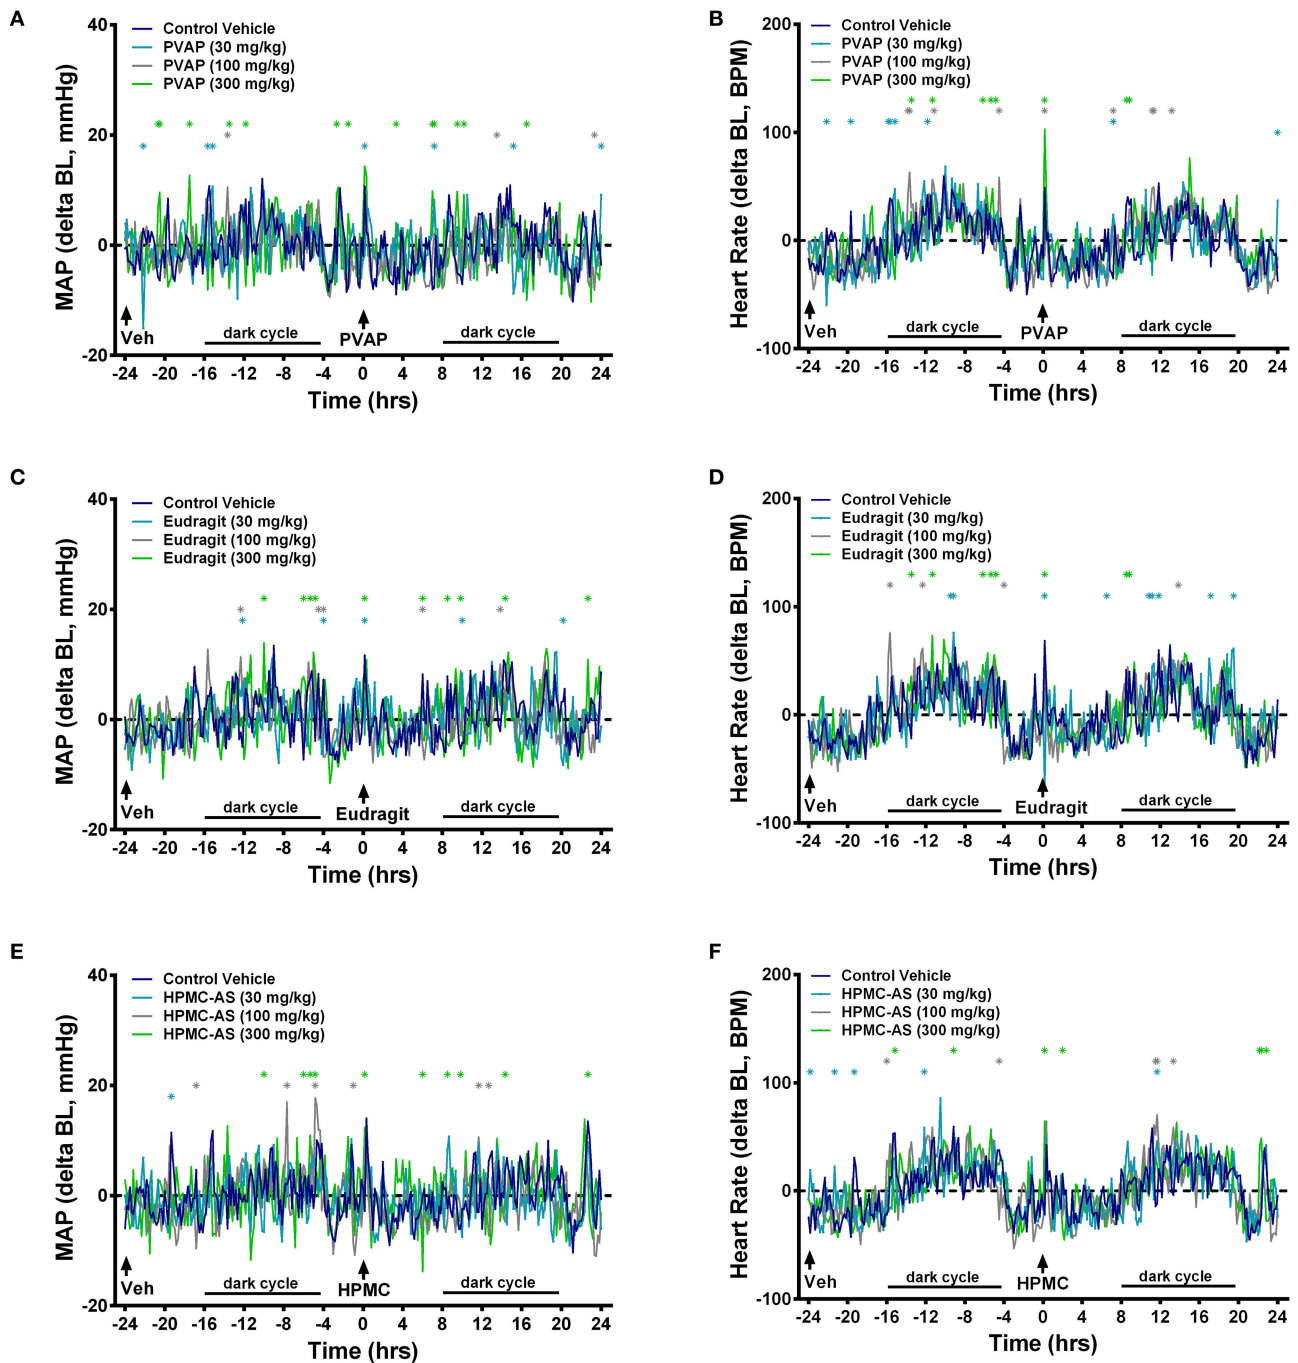 A
MAP (delta BL, mmHg)
40
20
0
-20
Control Vehicle
PVAP (30 mg/kg)
PVAP (100 mg/kg)
PVAP (300 mg/kg)
Veh
dark cycle
PVAP
dark cycle
-24 -20 -16 -12 -8 -4 0 4 8 12 16 20 24
Time (hrs)
B
Heart Rate (delta BL, BPM)
200
100
0
-100
Control Vehicle
PVAP (30 mg/kg)
PVAP (100 mg/kg)
PVAP (300 mg/kg)
Veh
dark cycle
PVAP
dark cycle
-24 -20 -16 -12 -8 -4 0 4 8 12 16 20 24
Time (hrs)
C
MAP (delta BL, mmHg)
40
20
0
-20
Control Vehicle
Eudragit (30 mg/kg)
Eudragit (100 mg/kg)
Eudragit (300 mg/kg)
Veh
dark cycle
Eudragit
dark cycle
-24 -20 -16 -12 -8 -4 0 4 8 12 16 20 24
Time (hrs)
D
Heart Rate (delta BL, BPM)
200
100
0
-100
Control Vehicle
Eudragit (30 mg/kg)
Eudragit (100 mg/kg)
Eudragit (300 mg/kg)
Veh
dark cycle
Eudragit
dark cycle
-24 -20 -16 -12 -8 -4 0 4 8 12 16 20 24
Time (hrs)
E
MAP (delta BL, mmHg)
40
20
0
-20
Control Vehicle
HPMC-AS (30 mg/kg)
HPMC-AS (100 mg/kg)
HPMC-AS (300 mg/kg)
Veh
dark cycle
HPMC
dark cycle
-24 -20 -16 -12 -8 -4 0 4 8 12 16 20 24
Time (hrs)
F
Heart Rate (delta BL, BPM)
200
100
0
-100
Control Vehicle
HPMC-AS (30 mg/kg)
HPMC-AS (100 mg/kg)
HPMC-AS (300 mg/kg)
Veh
dark cycle
HPMC
dark cycle
-24 -20 -16 -12 -8 -4 0 4 8 12 16 20 24
Time (hrs)